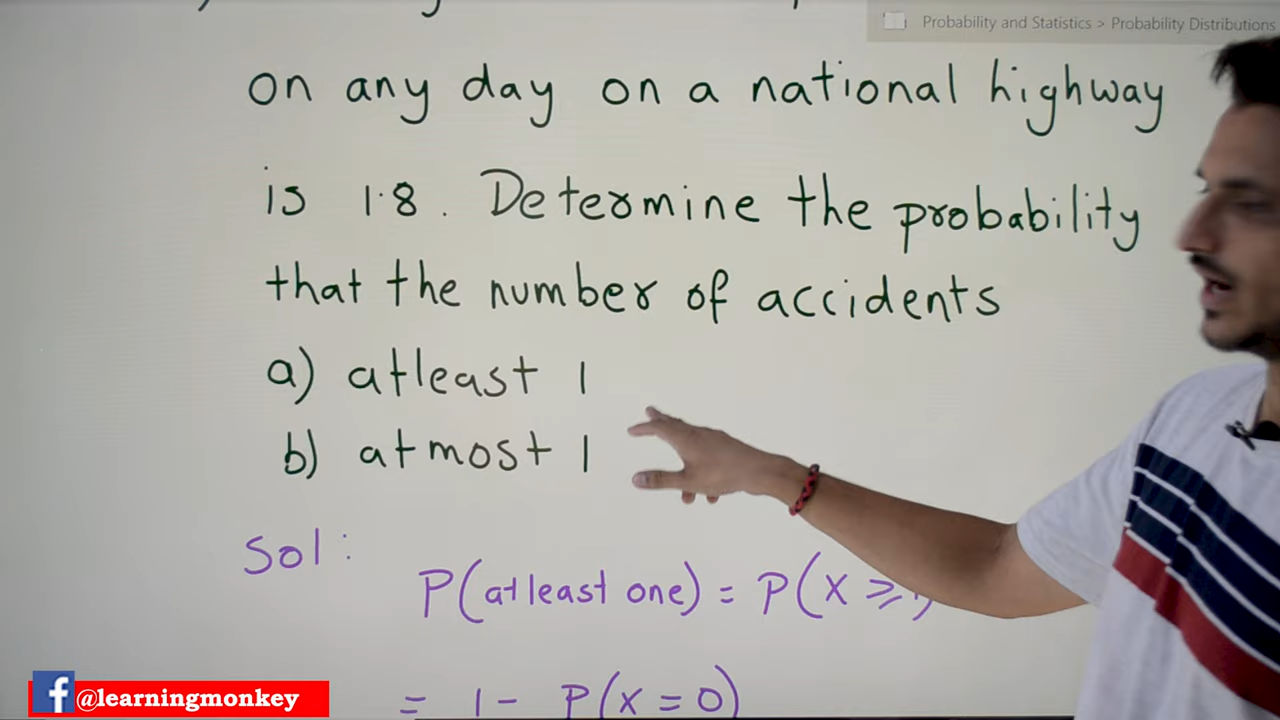 Probability and Statistics > Probability Distributions
on any day on a national highway
is 1.8. Determine the probability
that the number of accidents
a) atleast 1
b) atmost 1
Sol:
P(atleast one) = P(X ≥
= 1 - P(X=0)
@learningmonkey